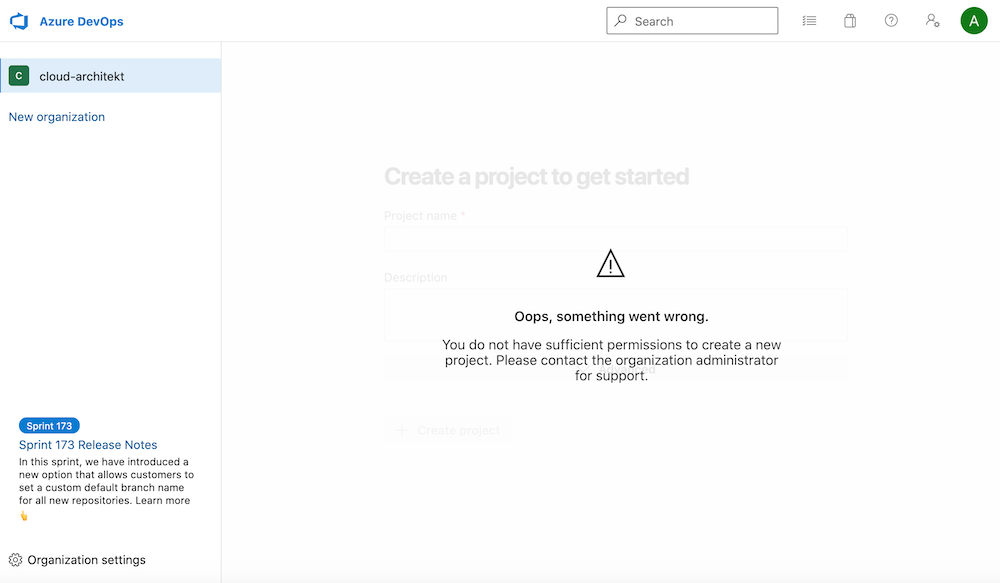 Azure DevOps
Search
A
C
cloud-architekt
New organization
Create a project to get started
Project name *
Description
Oops, something went wrong.
You do not have sufficient permissions to create a new
project. Please contact the organization administrator
for support.
Advanced
Create project
Sprint 173
Sprint 173 Release Notes
In this sprint, we have introduced a
new option that allows customers to
set a custom default branch name
for all new repositories. Learn more
👆
Organization settings